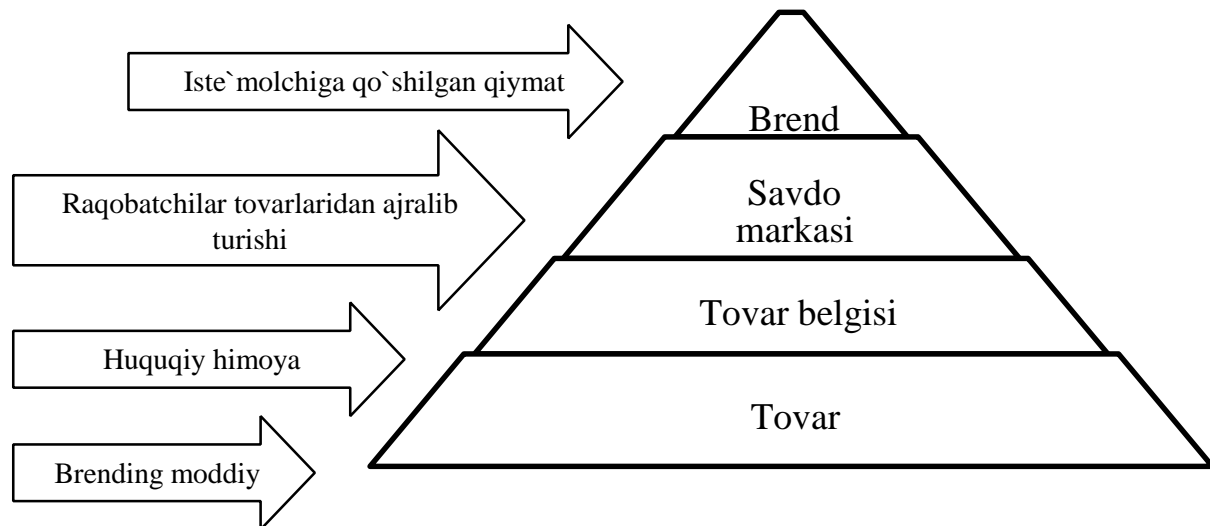 Iste`molchiga qo`shilgan qiymat
Brend
Raqobatchilar tovarlaridan ajralib
turishi
Savdo
markasi
Huquqiy himoya
Tovar belgisi
Brending moddiy
Tovar